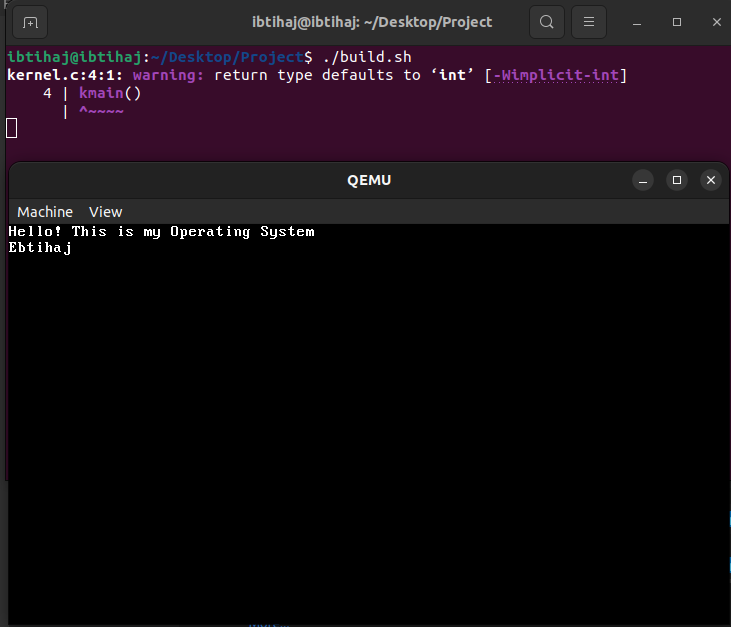 ibtihaj@ibtihaj: ~/Desktop/Project
ibtihaj@ibtihaj:~/Desktop/Project$ ./build.sh
kernel.c:4:1: warning: return type defaults to ‘int’ [-Wimplicit-int]
    4 | kmain()
      | ^~~~~
QEMU
Machine View
Hello! This is my Operating System
Ebtihaj